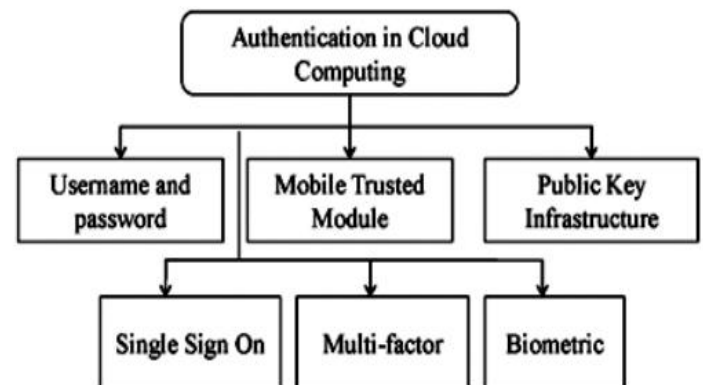 Authentication in Cloud
Computing
Username and
password
Mobile Trusted
Module
Public Key
Infrastructure
Single Sign On
Multi-factor
Biometric